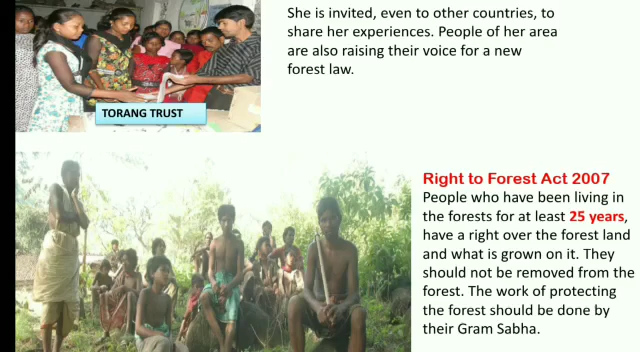 She is invited, even to other countries, to
share her experiences. People of her area
are also raising their voice for a new
forest law.
TORANG TRUST
Right to Forest Act 2007
People who have been living in
the forests for at least 25 years,
have a right over the forest land
and what is grown on it. They
should not be removed from the
forest. The work of protecting
the forest should be done by
their Gram Sabha.